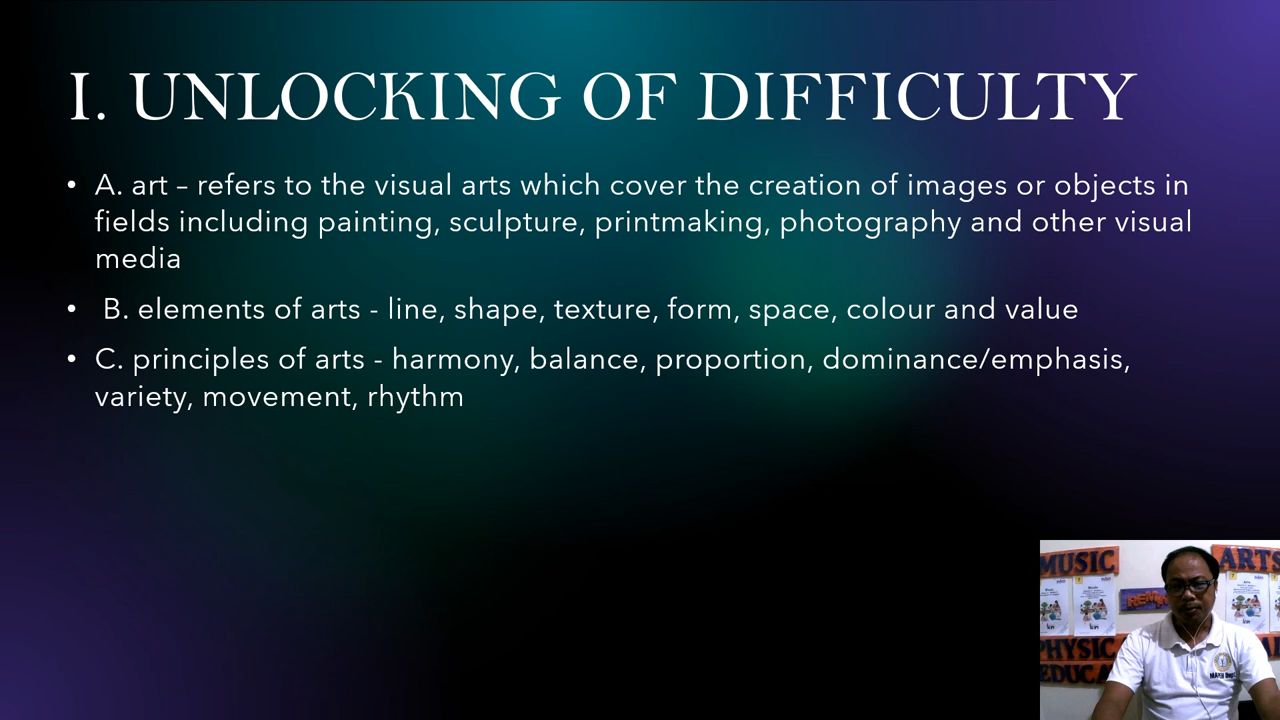 I. UNLOCKING OF DIFFICULTY
• A. art – refers to the visual arts which cover the creation of images or objects in
fields including painting, sculpture, printmaking, photography and other visual
media
• B. elements of arts - line, shape, texture, form, space, colour and value
• C. principles of arts - harmony, balance, proportion, dominance/emphasis,
variety, movement, rhythm
MUSIC
ARTS
PHYSIC
EDUCA